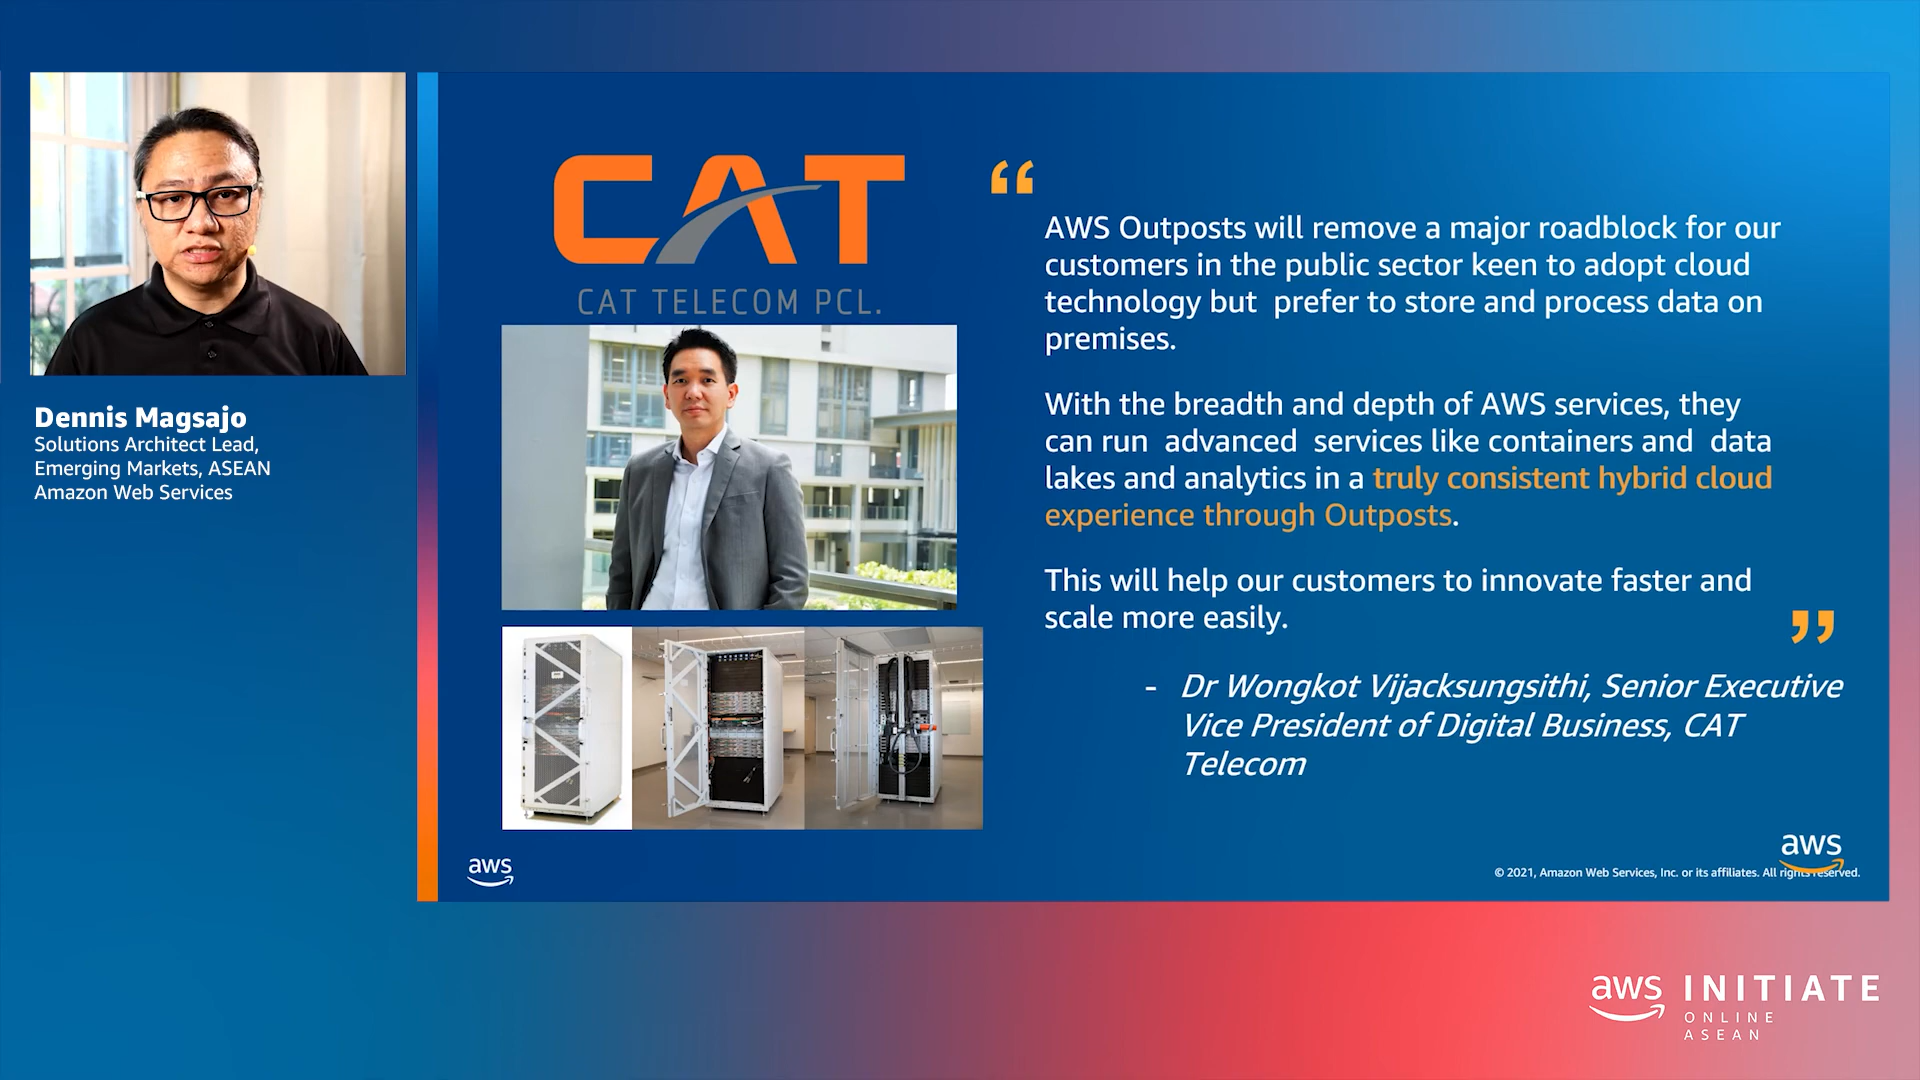 Dennis Magsajo
Solutions Architect Lead,
Emerging Markets, ASEAN
Amazon Web Services
CAT
CAT TELECOM PCL.
“
AWS Outposts will remove a major roadblock for our
customers in the public sector keen to adopt cloud
technology but prefer to store and process data on
premises.
With the breadth and depth of AWS services, they
can run advanced services like containers and data
lakes and analytics in a truly consistent hybrid cloud
experience through Outposts.
This will help our customers to innovate faster and
scale more easily.
”
- Dr Wongkot Vijacksungsithi, Senior Executive
Vice President of Digital Business, CAT
Telecom
aws
aws
© 2021, Amazon Web Services, Inc. or its affiliates. All rights reserved.
aws INITIATE
ONLINE
ASEAN